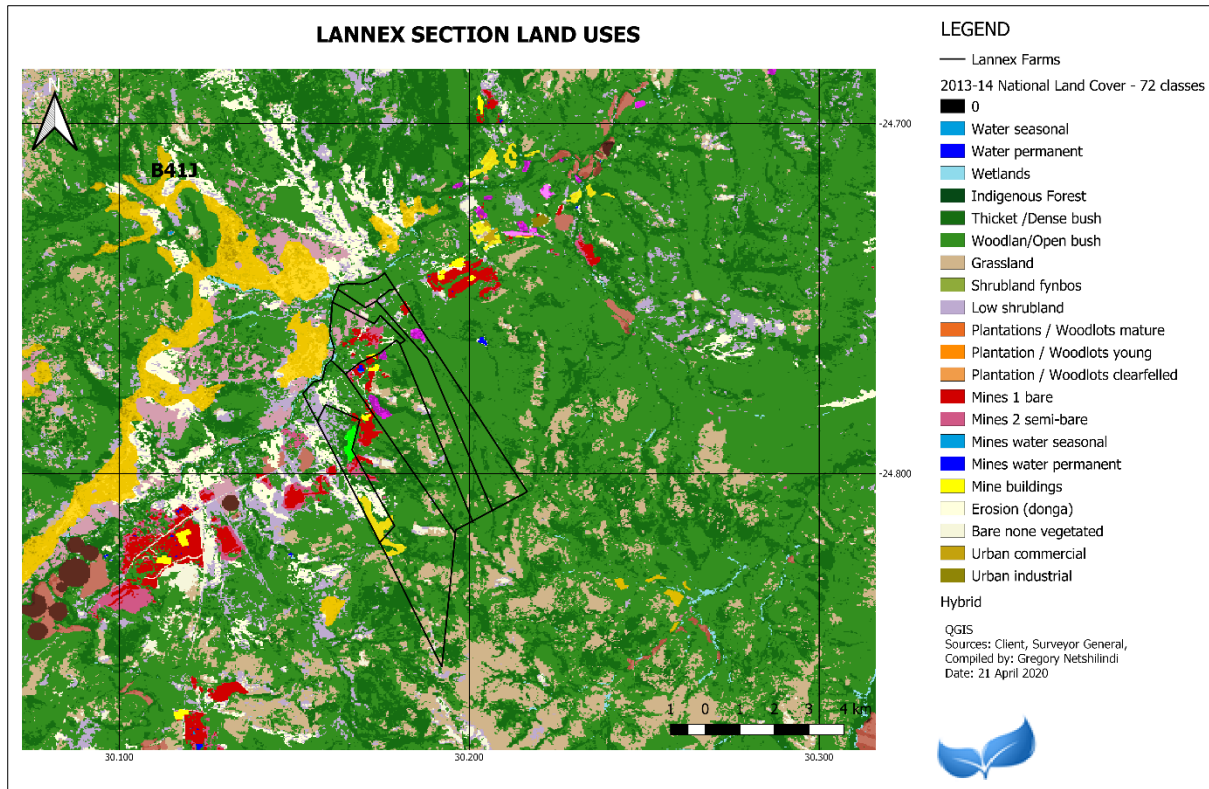 LANNEX SECTION LAND USES
N
B41J
-24.700
-24.800
1 0 1 2 3 4 km
30.100 30.200 30.300
LEGEND
Lannex Farms
2013-14 National Land Cover - 72 classes
0
Water seasonal
Water permanent
Wetlands
Indigenous Forest
Thicket /Dense bush
Woodlan/Open bush
Grassland
Shrubland fynbos
Low shrubland
Plantations / Woodlots mature
Plantation / Woodlots young
Plantation / Woodlots clearfelled
Mines 1 bare
Mines 2 semi-bare
Mines water seasonal
Mines water permanent
Mine buildings
Erosion (donga)
Bare none vegetated
Urban commercial
Urban industrial
Hybrid
QGIS
Sources: Client, Surveyor General,
Compiled by: Gregory Netshilindi
Date: 21 April 2020